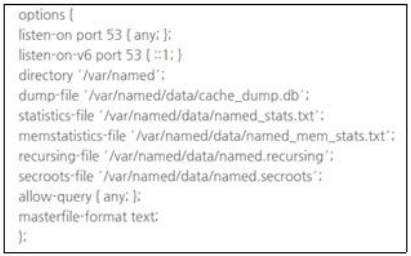 options {
listen-on port 53 { any; };
listen-on-v6 port 53 { ::1; }
directory ´/var/named´;
dump-file ´/var/named/data/cache_dump.db´;
statistics-file ´/var/named/data/named_stats.txt´;
memstatistics-file ´/var/named/data/named_mem_stats.txt´;
recursing-file ´/var/named/data/named.recursing´;
secroots-file ´/var/named/data/named.secroots´;
allow-query { any; };
masterfile-format text;
};